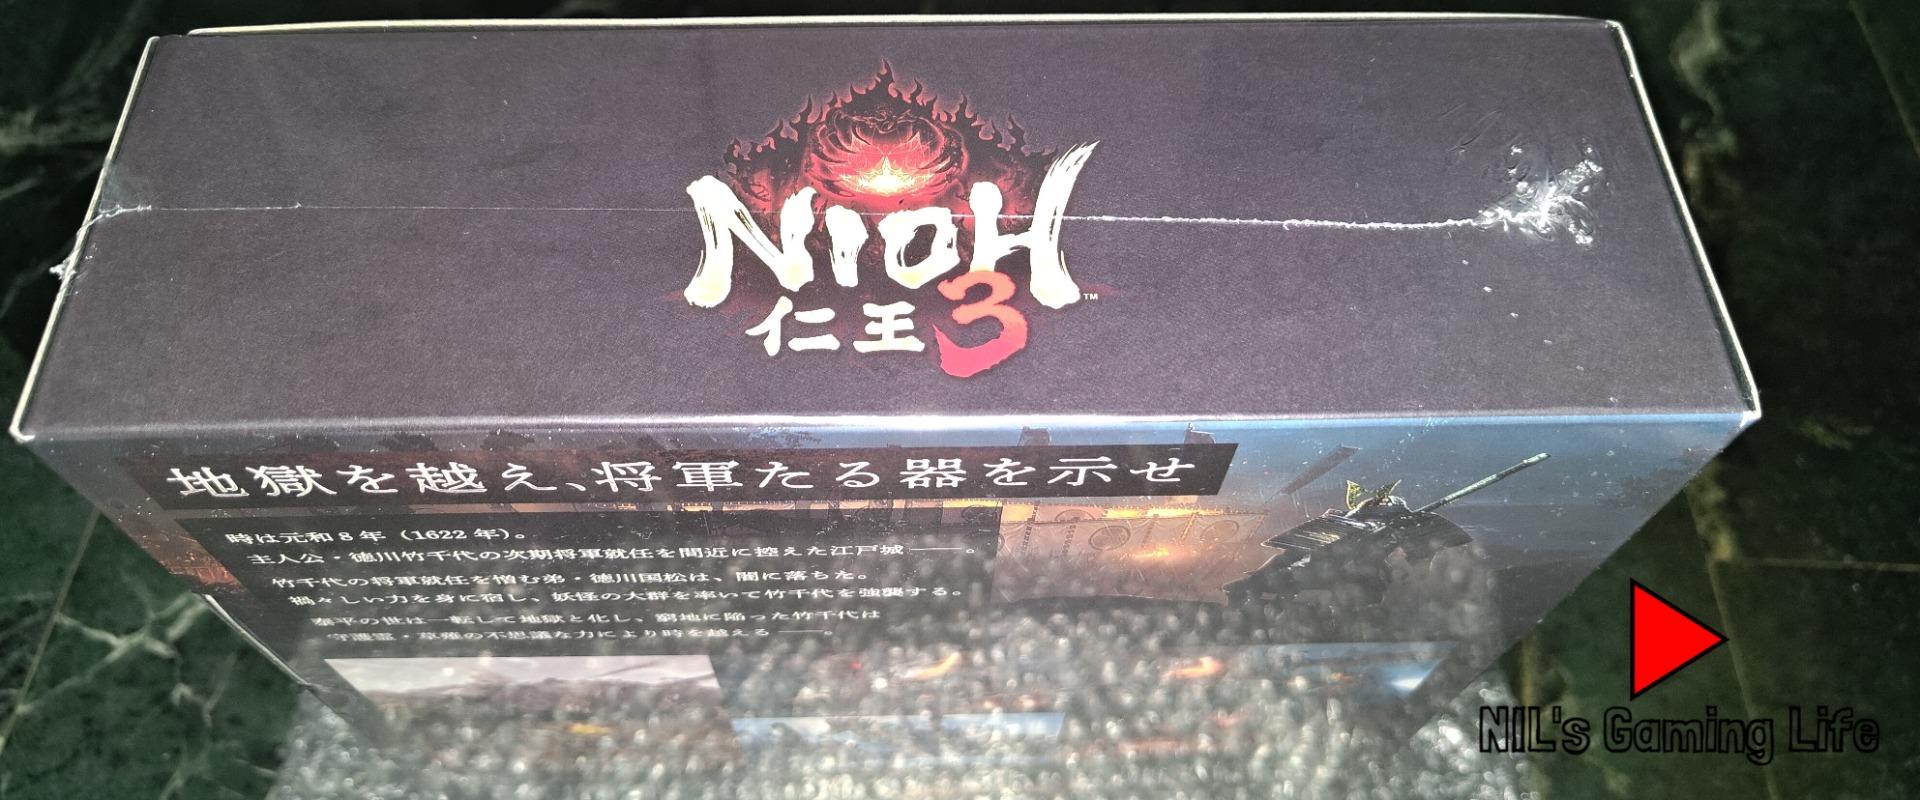 NIOH
仁王3
™
地獄を越え、将軍たる器を示せ
時は元和8年（1622年）。
主人公・徳川竹千代の次期将軍就任を間近に控えた江戸城――。
竹千代の将軍就任を憎む弟・徳川国松は、闇に落ちた。
禍々しい力を身に宿し、妖怪の大群を率いて竹千代を強襲する。
泰平の世は一転して地獄と化し、窮地に陥った竹千代は
守護霊・草薙の不思議な力により時を越える――。
NIL's Gaming Life